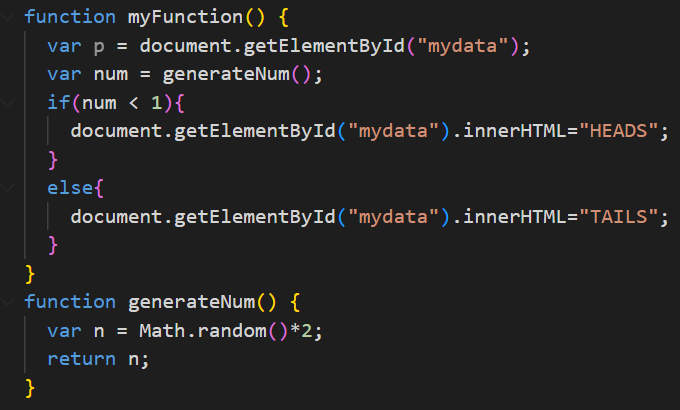 function myFunction() {
  var p = document.getElementById("mydata");
  var num = generateNum();
  if(num < 1){
    document.getElementById("mydata").innerHTML="HEADS";
  }
  else{
    document.getElementById("mydata").innerHTML="TAILS";
  }
}
function generateNum() {
  var n = Math.random()*2;
  return n;
}